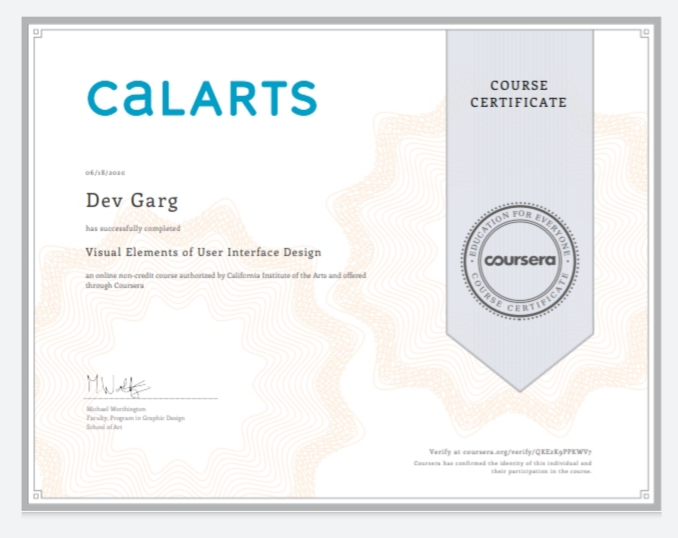 CALARTS
COURSE
CERTIFICATE
06/18/2020
Dev Garg
has successfully completed
Visual Elements of User Interface Design
an online non-credit course authorized by California Institute of the Arts and offered
through Coursera
EDUCATION FOR EVERYONE
coursera
COURSE CERTIFICATE
Michael Worthington
Faculty, Program in Graphic Design
School of Art
Verify at coursera.org/verify/
Coursera has confirmed the identity of this individual and
their participation in the course.